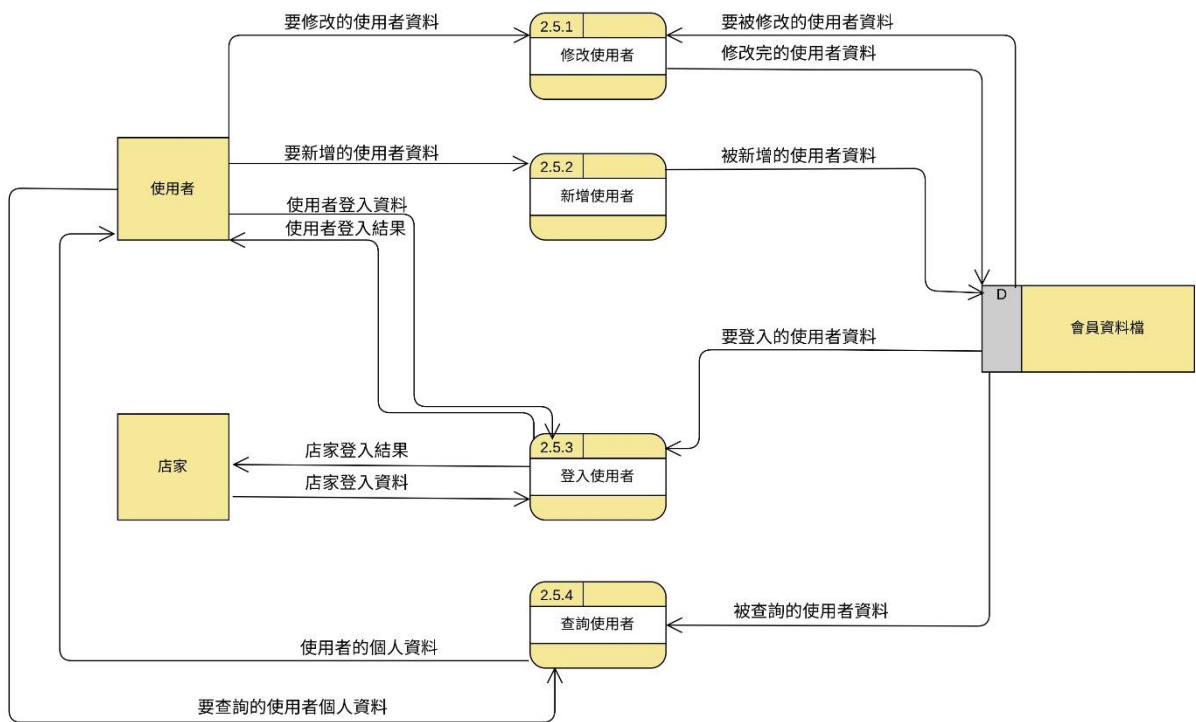 要修改的使用者資料
2.5.1
修改使用者
要被修改的使用者資料
修改完的使用者資料
使用者
要新增的使用者資料
2.5.2
新增使用者
被新增的使用者資料
使用者登入資料
使用者登入結果
D
會員資料檔
要登入的使用者資料
店家
店家登入結果
店家登入資料
2.5.3
登入使用者
2.5.4
查詢使用者
被查詢的使用者資料
使用者的個人資料
要查詢的使用者個人資料